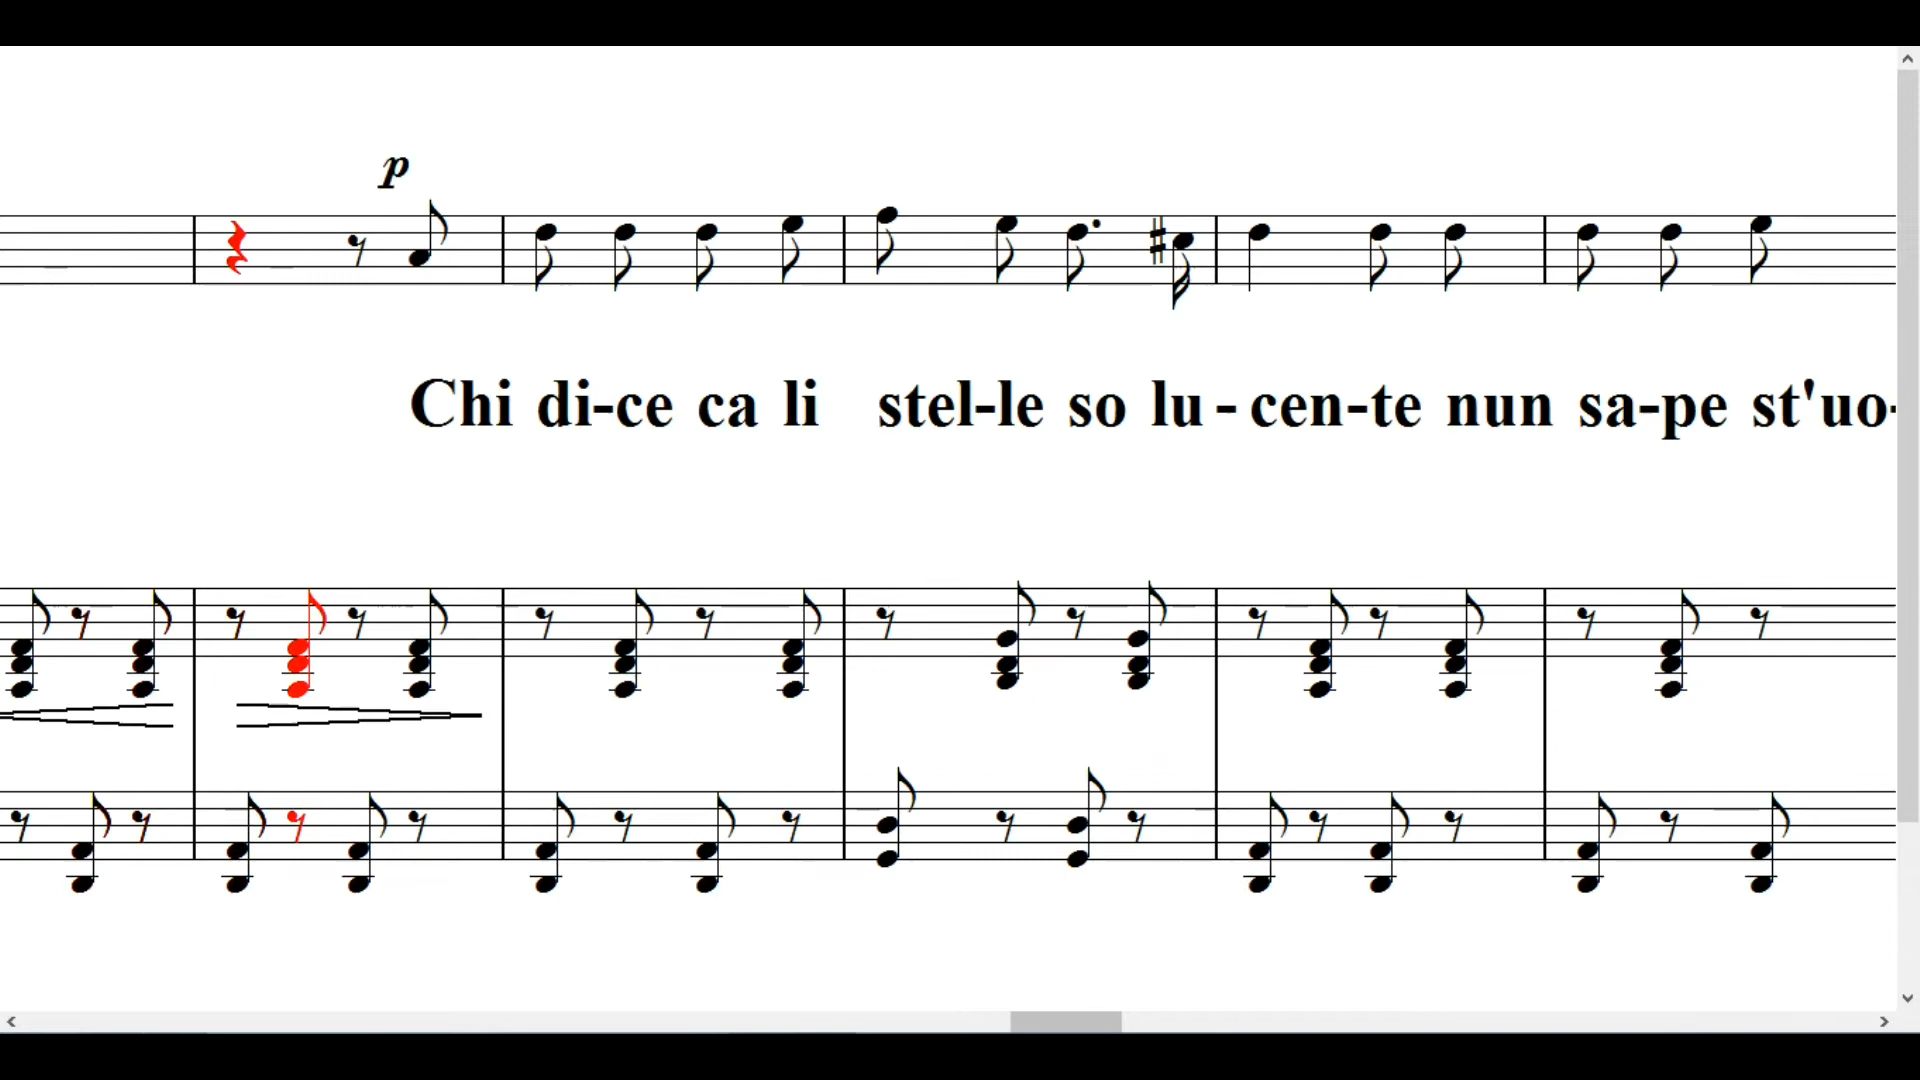 p
Chi di-ce ca li stel-le so lu-cen-te nun sa-pe st'uo-